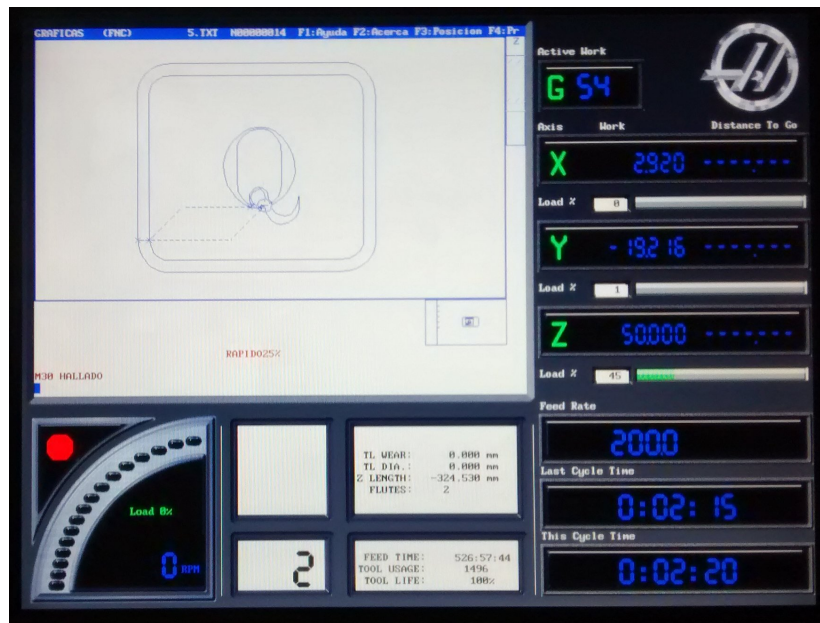 GRAFICAS (FNC) S.TXT N00000014 F1:Ayuda F2:Acerca F3:Posicion F4:Pr
Z
Q
RAPIDO25%
M30 HALLADO
Active Work
G 54
Axis Work Distance To Go
X 2.920 ------.------
Load % 0
Y -19.216 ------.------
Load % 1
Z 50.000 ------.------
Load % 45
Feed Rate
200.0
Last Cycle Time
0:02:15
This Cycle Time
0:02:20
Load 0%
0 RPM
TL WEAR: 0.000 mm
TL DIA.: 0.000 mm
Z LENGTH: -324.530 mm
FLUTES: 2
2
FEED TIME: 526:57:44
TOOL USAGE: 1496
TOOL LIFE: 100%